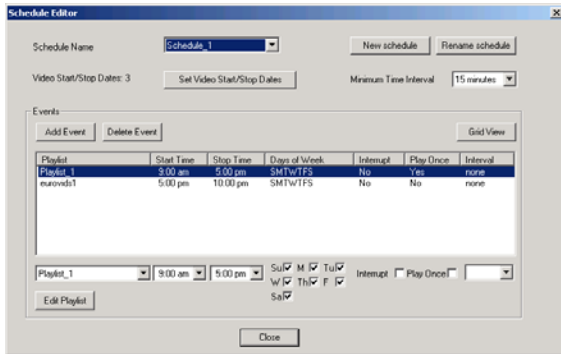 Schedule Editor
Schedule Name
Schedule_1
New schedule
Rename schedule
Video Start/Stop Dates: 3
Set Video Start/Stop Dates
Minimum Time Interval
15 minutes
Events
Add Event
Delete Event
Grid View
Playlist Start Time Stop Time Days of Week Interrupt Play Once Interval
Playlist_1 9:00 am 5:00 pm SMTWTFS No Yes none
eurovids1 5:00 pm 10:00 pm SMTWTFS No No none
Playlist_1 9:00 am 5:00 pm Su M Tu Interrupt Play Once
W Th F
Sa
Edit Playlist
Close